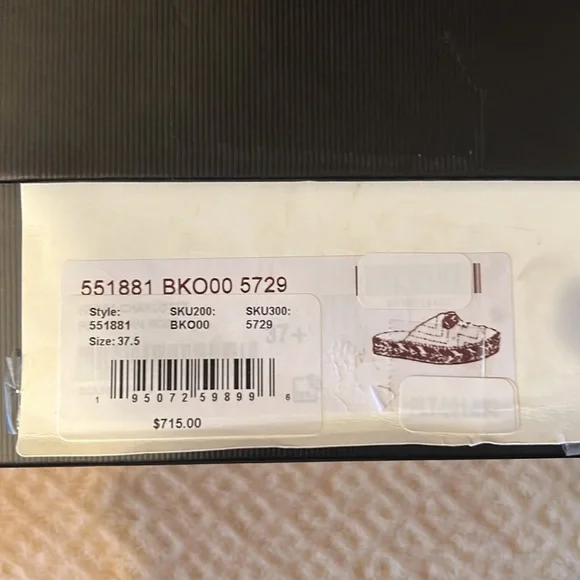 551881 BKO00 5729
Style: SKU200: SKU300:
551881 BKO00 5729
Size: 37.5
37+
1 95072 59899 6
$715.00